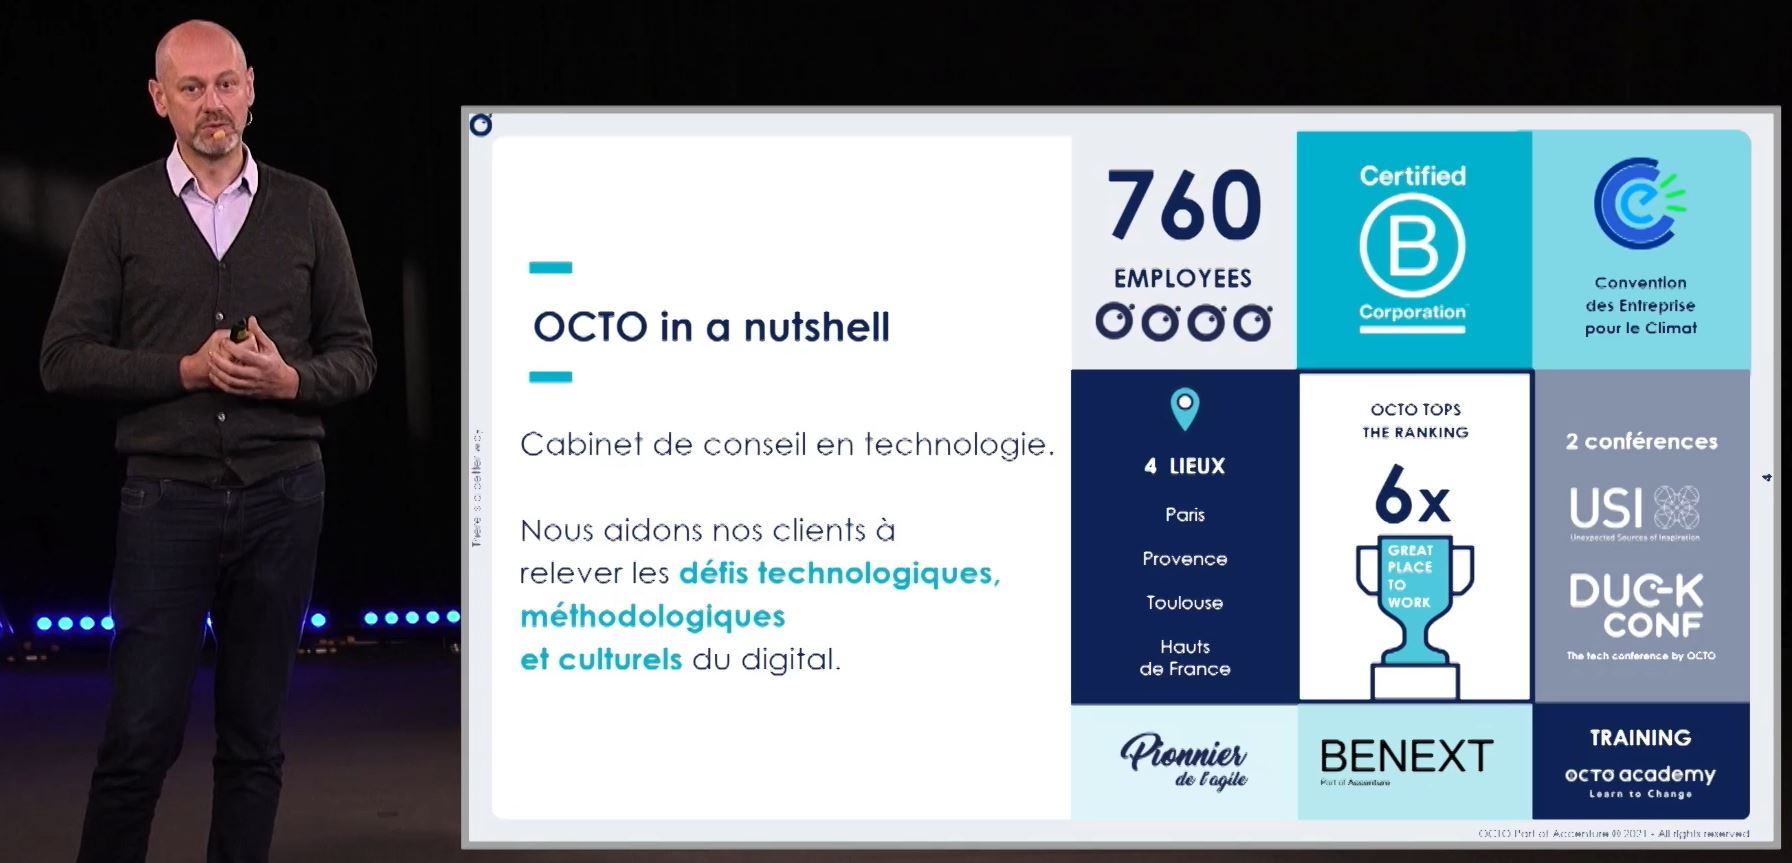 OCTO in a nutshell
Cabinet de conseil en technologie.
Nous aidons nos clients à
relever les défis technologiques,
méthodologiques
et culturels du digital.
There is a better way
760
EMPLOYEES
Certified
B
Corporation
Convention
des Entreprise
pour le Climat
4 LIEUX
Paris
Provence
Toulouse
Hauts
de France
OCTO TOPS
THE RANKING
6x
GREAT
PLACE
TO
WORK
2 conférences
USI
Unexpected Sources of Inspiration
DUCK
CONF
The tech conference by OCTO
Pionnier
de l'agile
BENEXT
Part of Accenture
TRAINING
OCTO academy
Learn to Change
4
OCTO Part of Accenture © 2021 - All rights reserved